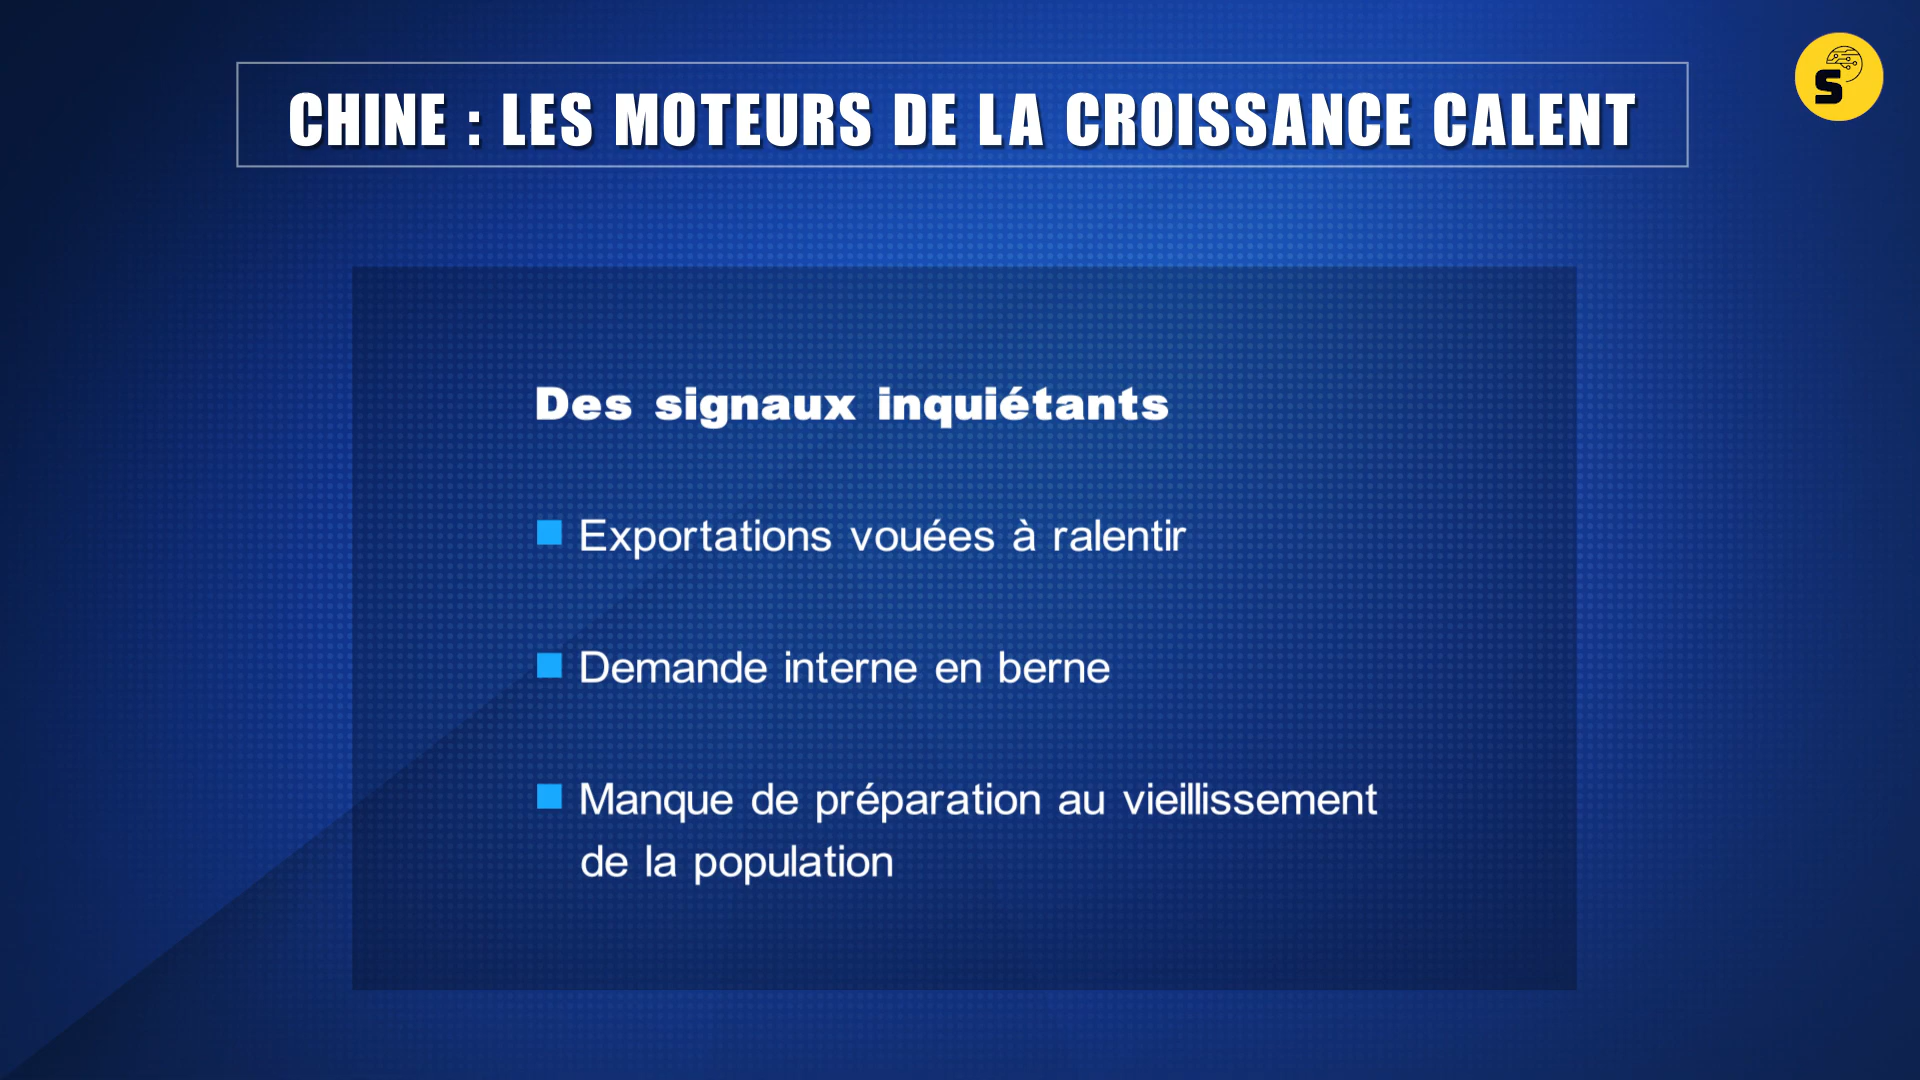 CHINE : LES MOTEURS DE LA CROISSANCE CALENT
S
Des signaux inquiétants
Exportations vouées à ralentir
Demande interne en berne
Manque de préparation au vieillissement
de la population